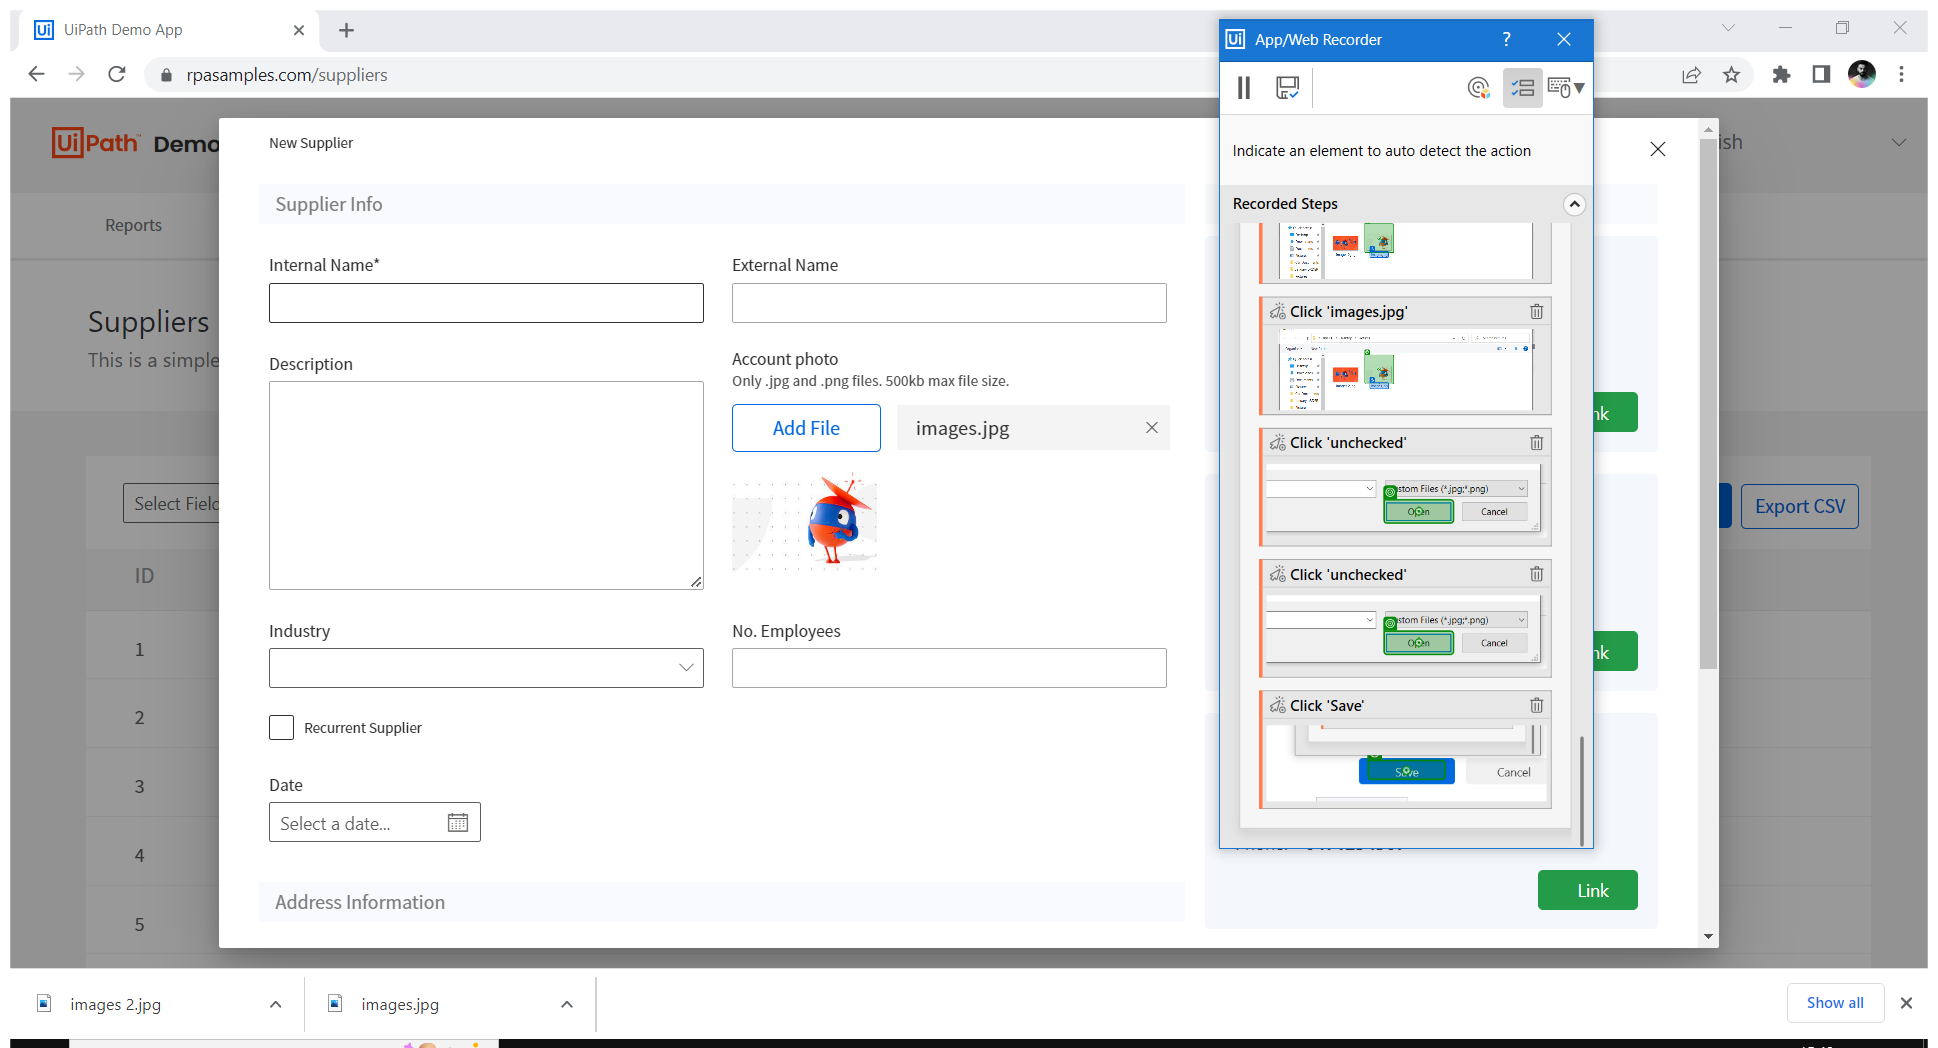 UiPath Demo App
rpasamples.com/suppliers
UiPath Demo
ish
Reports
Suppliers
This is a simple
Select Field
Export CSV
ID
1
2
3
4
5
New Supplier
Supplier Info
Internal Name*
External Name
Description
Account photo
Only .jpg and .png files. 500kb max file size.
Add File
images.jpg
Industry
No. Employees
Recurrent Supplier
Date
Select a date...
Address Information
nk
nk
Link
Ui App/Web Recorder ?
Indicate an element to auto detect the action
Recorded Steps
Click 'images.jpg'
Click 'unchecked'
stom Files (*.jpg;*.png)
Open Cancel
Click 'unchecked'
stom Files (*.jpg;*.png)
Open Cancel
Click 'Save'
Save Cancel
images 2.jpg
images.jpg
Show all